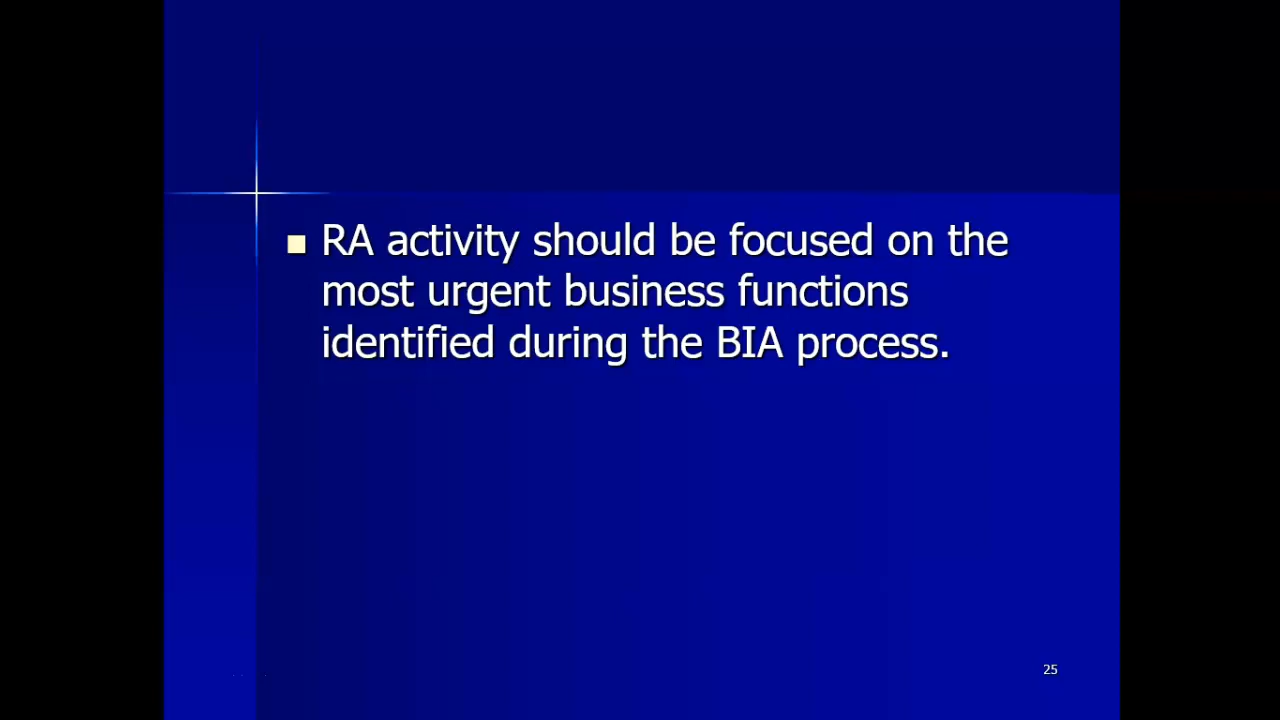 RA activity should be focused on the
most urgent business functions
identified during the BIA process.
25